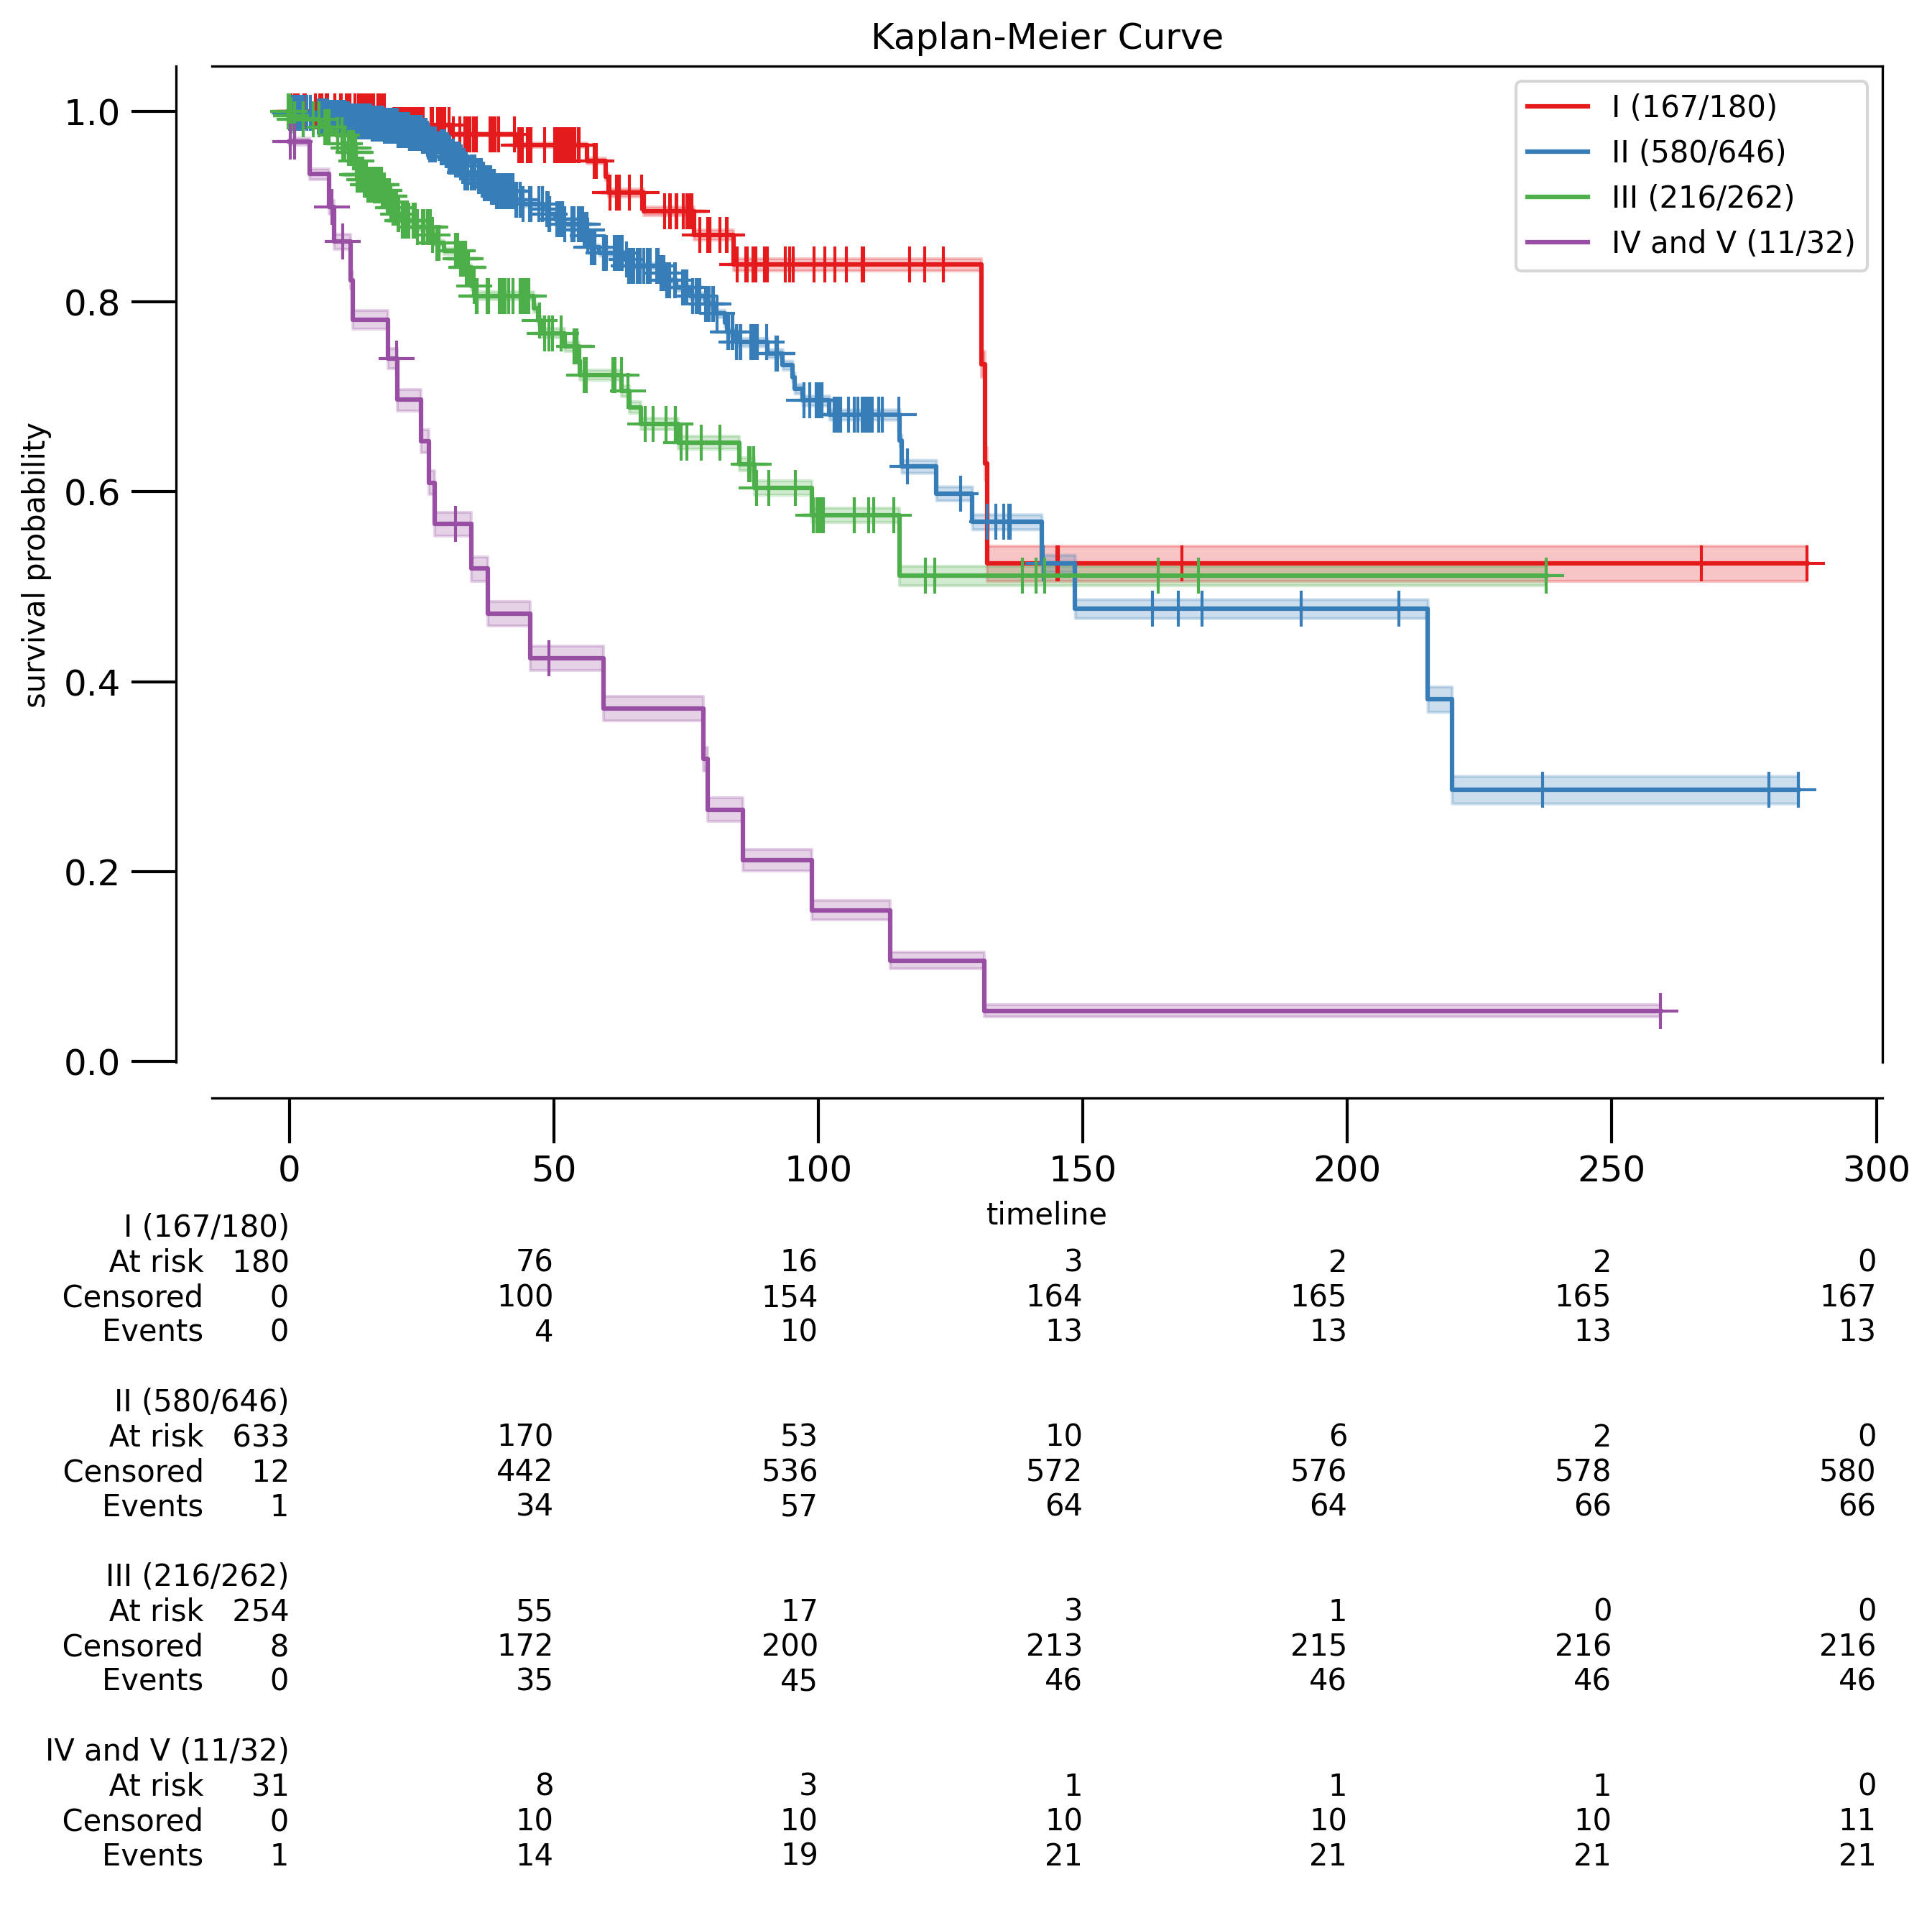 Kaplan-Meier Curve
I (167/180)
II (580/646)
III (216/262)
IV and V (11/32)
1.0
0.8
0.6
0.4
0.2
0.0
survival probability
0 50 100 150 200 250 300
timeline
I (167/180)
At risk 180 76 16 3 2 2 0
Censored 0 100 154 164 165 165 167
Events 0 4 10 13 13 13 13
II (580/646)
At risk 633 170 53 10 6 2 0
Censored 12 442 536 572 576 578 580
Events 1 34 57 64 64 66 66
III (216/262)
At risk 254 55 17 3 1 0 0
Censored 8 172 200 213 215 216 216
Events 0 35 45 46 46 46 46
IV and V (11/32)
At risk 31 8 3 1 1 1 0
Censored 0 10 10 10 10 10 11
Events 1 14 19 21 21 21 21